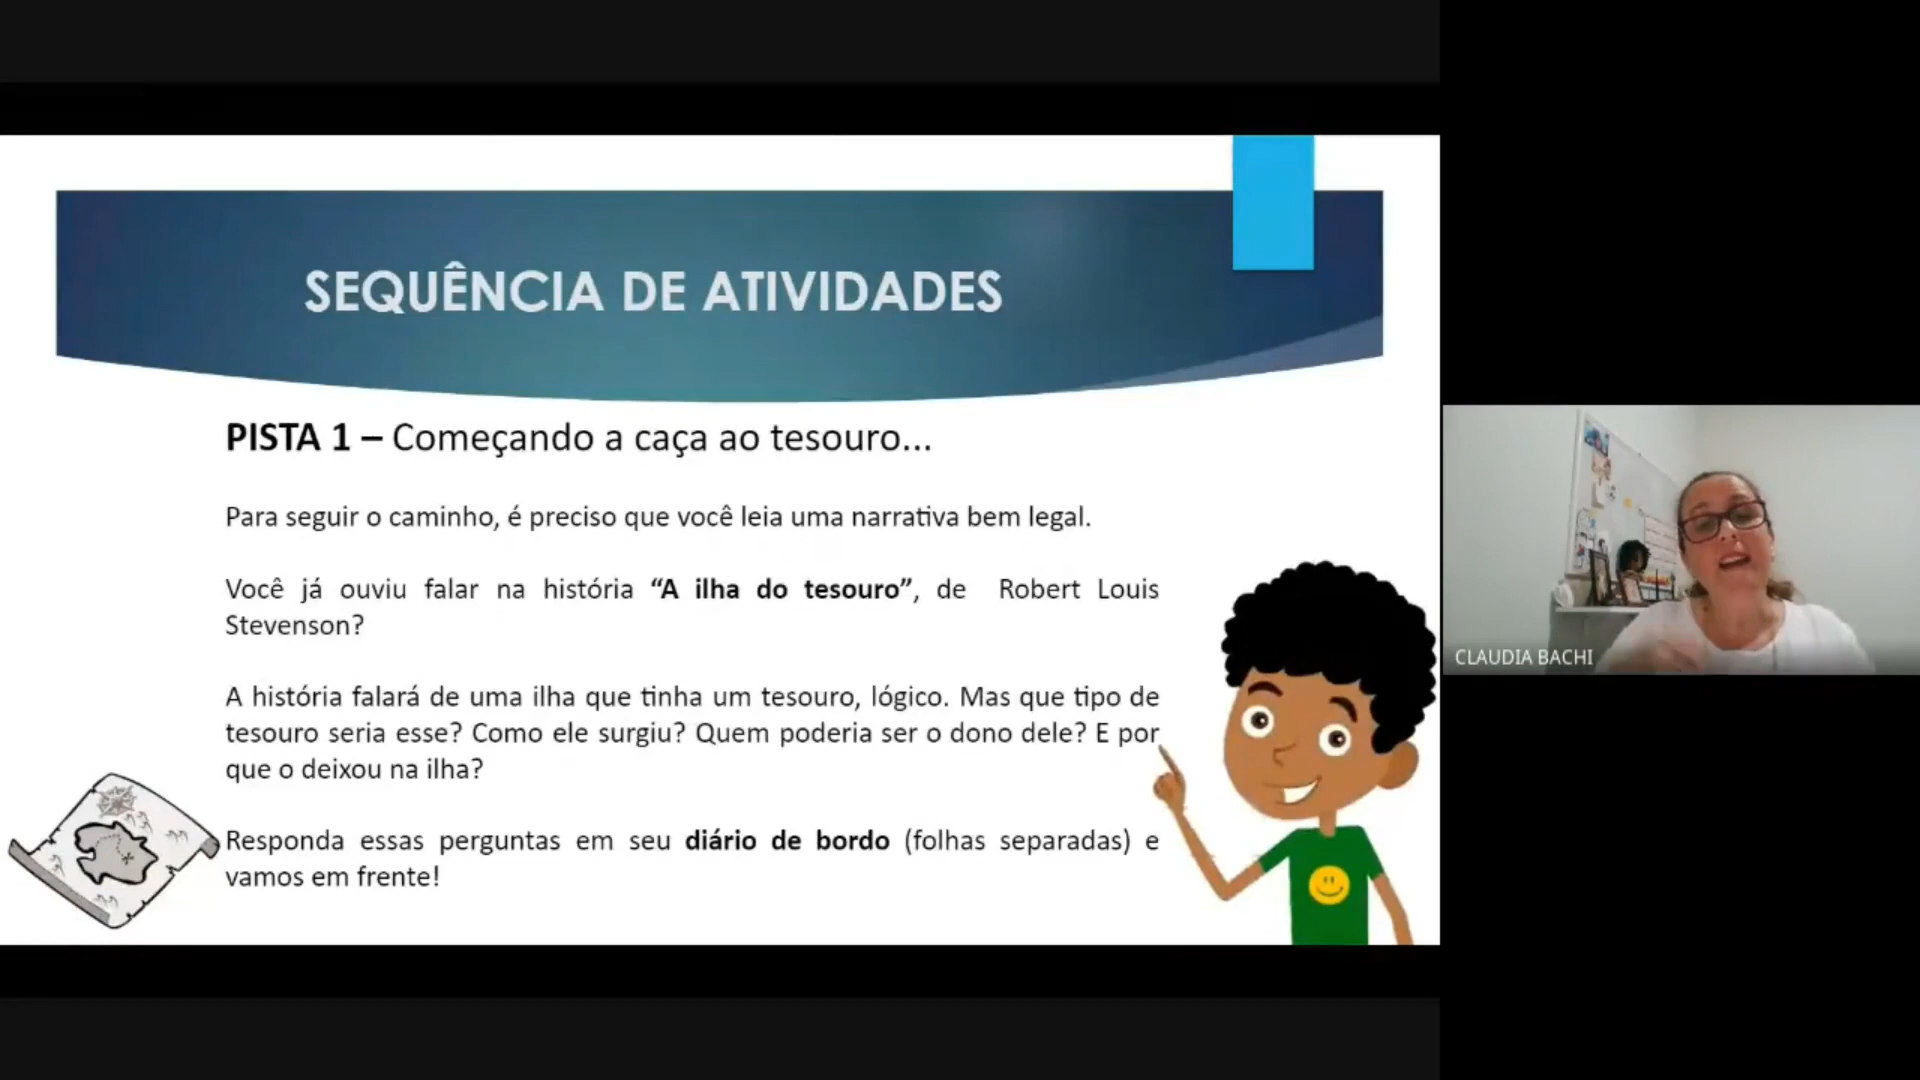 SEQUÊNCIA DE ATIVIDADES
PISTA 1 – Começando a caça ao tesouro...
Para seguir o caminho, é preciso que você leia uma narrativa bem legal.
Você já ouviu falar na história “A ilha do tesouro”, de Robert Louis
Stevenson?
A história falará de uma ilha que tinha um tesouro, lógico. Mas que tipo de
tesouro seria esse? Como ele surgiu? Quem poderia ser o dono dele? E por
que o deixou na ilha?
Responda essas perguntas em seu diário de bordo (folhas separadas) e
vamos em frente!
CLAUDIA BACHI